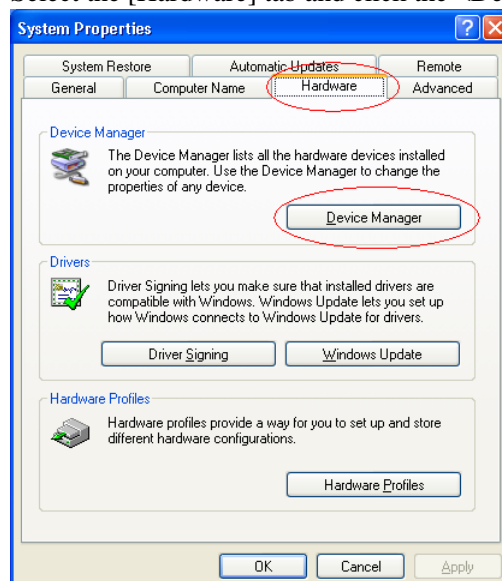 Select the [Hardware] tab and click the
System Properties
System Restore Automatic Updates Remote
General Computer Name Hardware Advanced
Device Manager
The Device Manager lists all the hardware devices installed
on your computer. Use the Device Manager to change the
properties of any device.
Device Manager
Drivers
Driver Signing lets you make sure that installed drivers are
compatible with Windows. Windows Update lets you set up
how Windows connects to Windows Update for drivers.
Driver Signing Windows Update
Hardware Profiles
Hardware profiles provide a way for you to set up and store
different hardware configurations.
Hardware Profiles
OK Cancel Apply